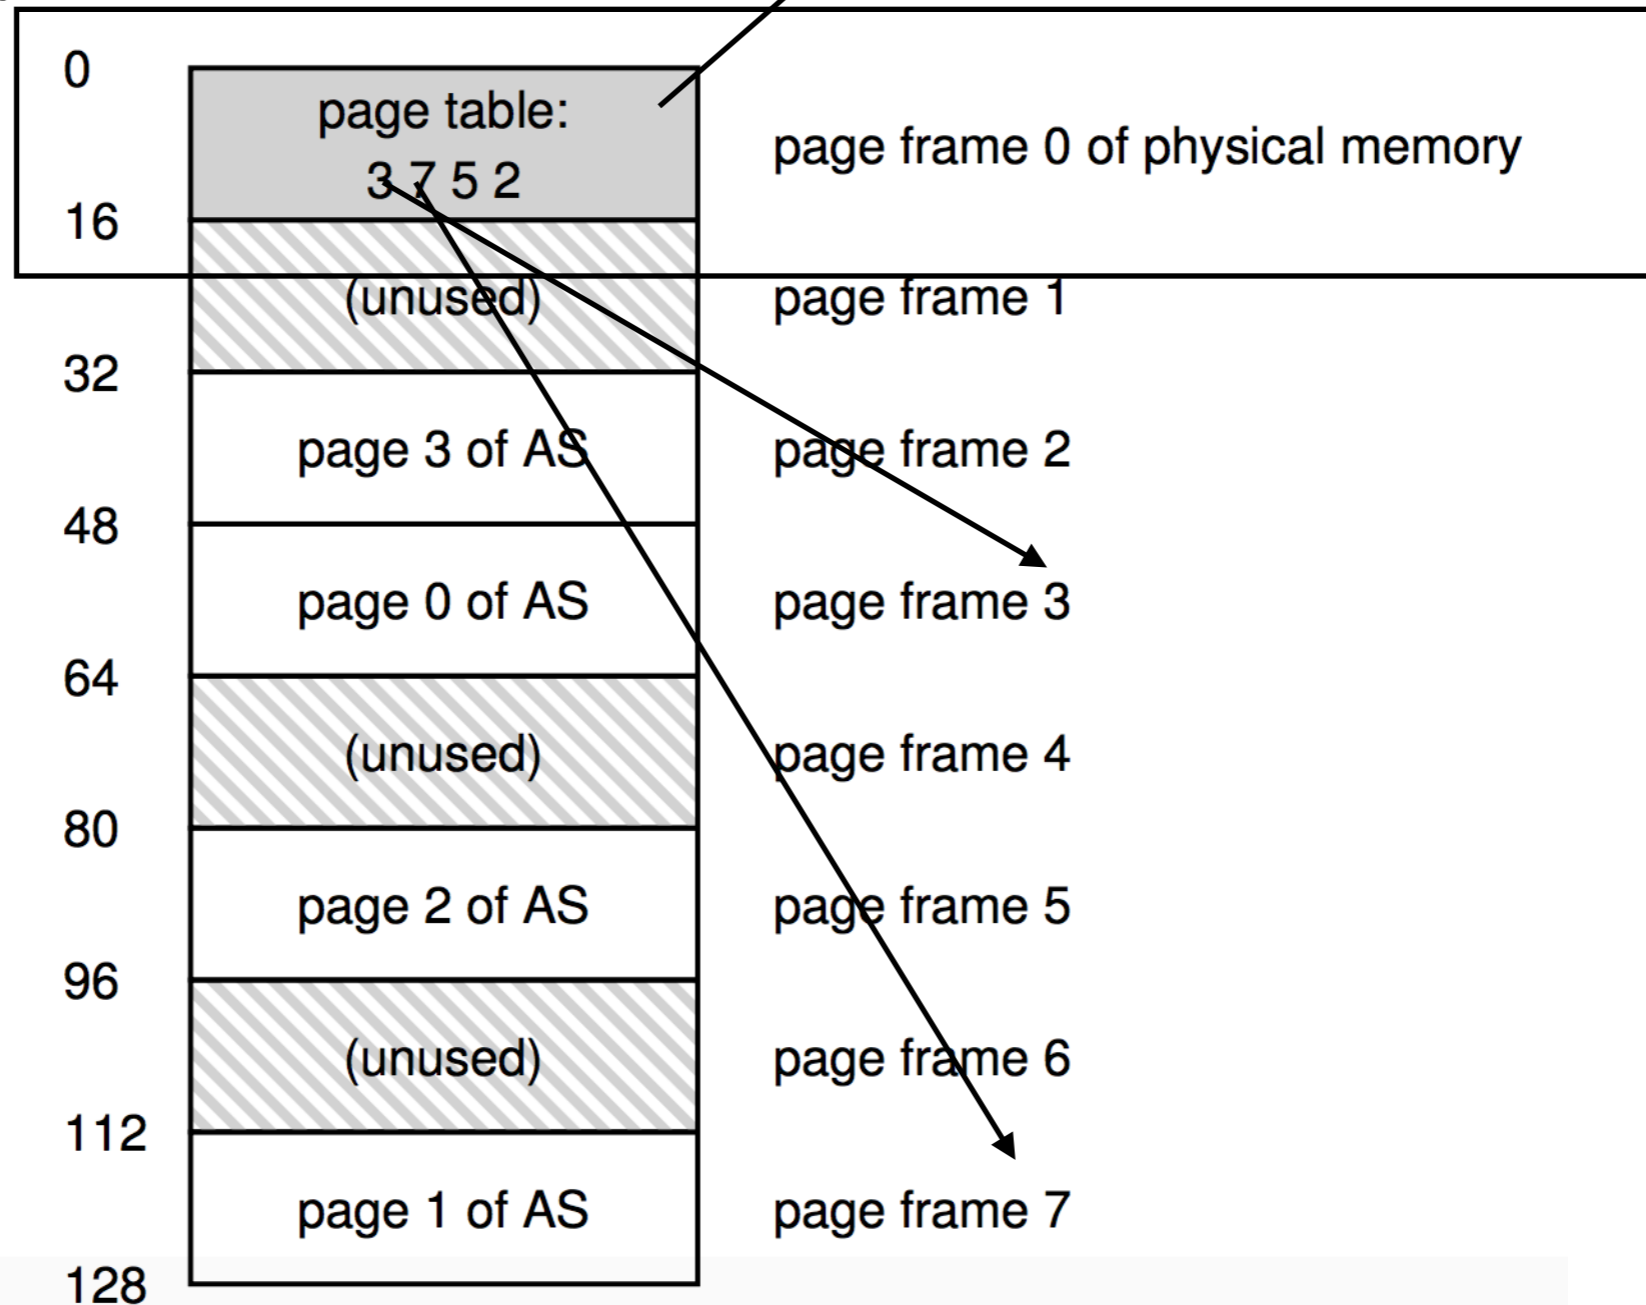 0
page table:
3 7 5 2
page frame 0 of physical memory
16
(unused)
page frame 1
32
page 3 of AS
page frame 2
48
page 0 of AS
page frame 3
64
(unused)
page frame 4
80
page 2 of AS
page frame 5
96
(unused)
page frame 6
112
page 1 of AS
page frame 7
128